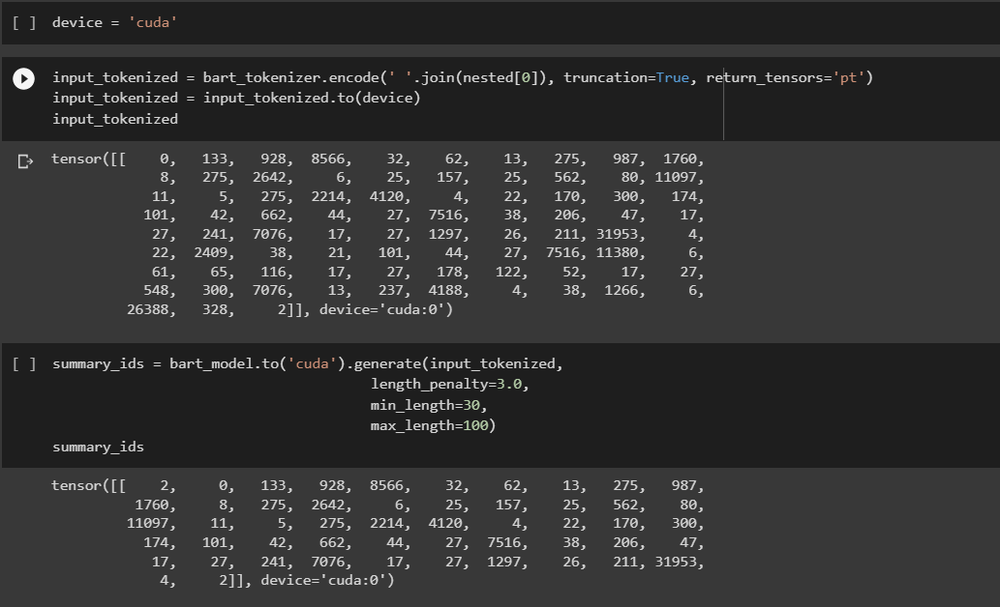 [ ] device = 'cuda'
input_tokenized = bart_tokenizer.encode(' '.join(nested[0]), truncation=True, return_tensors='pt')
input_tokenized = input_tokenized.to(device)
input_tokenized
tensor([[    0,   133,   928,  8566,    32,    62,    13,   275,   987,  1760,
8,   275,  2642,     6,    25,   157,    25,   562,    80, 11097,
11,     5,   275,  2214,  4120,     4,    22,   170,   300,   174,
101,    42,   662,    44,    27,  7516,    38,   206,    47,    17,
27,   241,  7076,    17,    27,  1297,    26,   211, 31953,     4,
22,  2409,    38,    21,   101,    44,    27,  7516, 11380,     6,
61,    65,   116,    17,    27,   178,   122,    52,    17,    27,
548,   300,  7076,    13,   237,  4188,     4,    38,  1266,     6,
26388,   328,     2]], device='cuda:0')
[ ] summary_ids = bart_model.to('cuda').generate(input_tokenized,
length_penalty=3.0,
min_length=30,
max_length=100)
summary_ids
tensor([[    2,     0,   133,   928,  8566,    32,    62,    13,   275,   987,
1760,     8,   275,  2642,     6,    25,   157,    25,   562,    80,
11097,    11,     5,   275,  2214,  4120,     4,    22,   170,   300,
174,   101,    42,   662,    44,    27,  7516,    38,   206,    47,
17,    27,   241,  7076,    17,    27,  1297,    26,   211, 31953,
4,     2]], device='cuda:0')